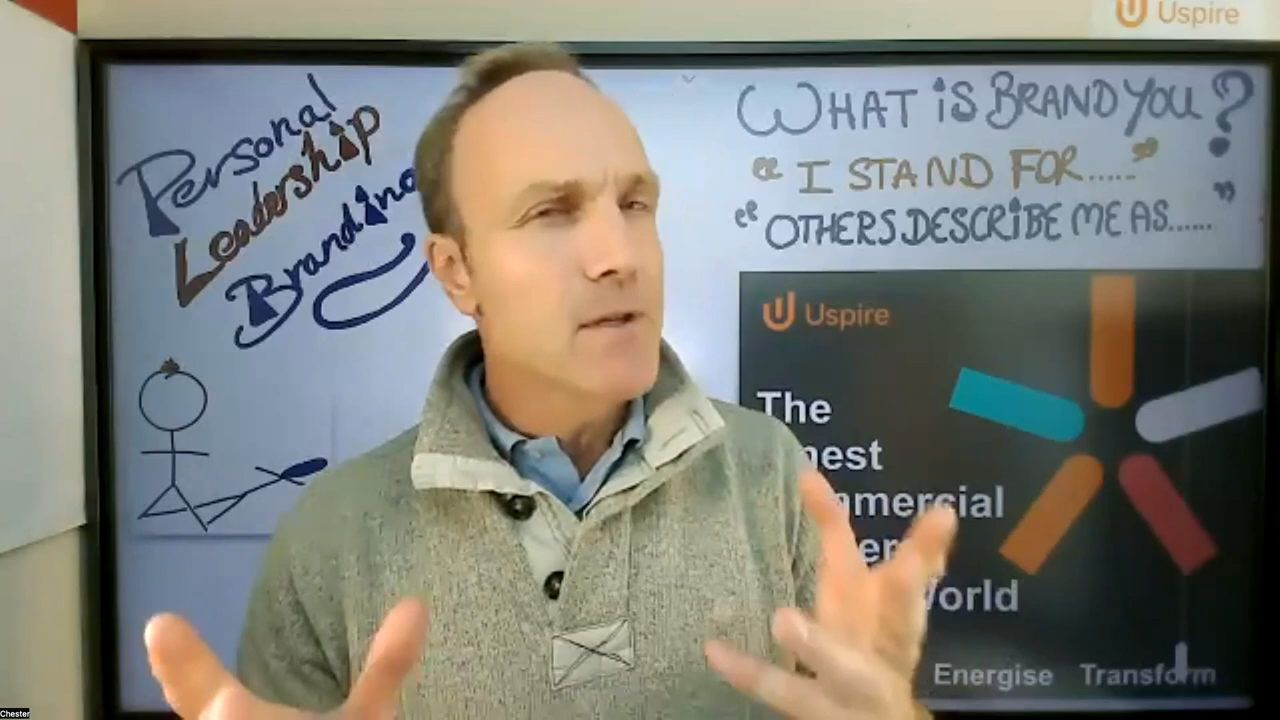 Uspire
Personal
Leadership
Branding
WHAT iS BRAND YOU?
" I STAND FOR..... "
" OTHERS DESCRiBE ME AS...... "
Uspire
The
Energise Transform
Chester